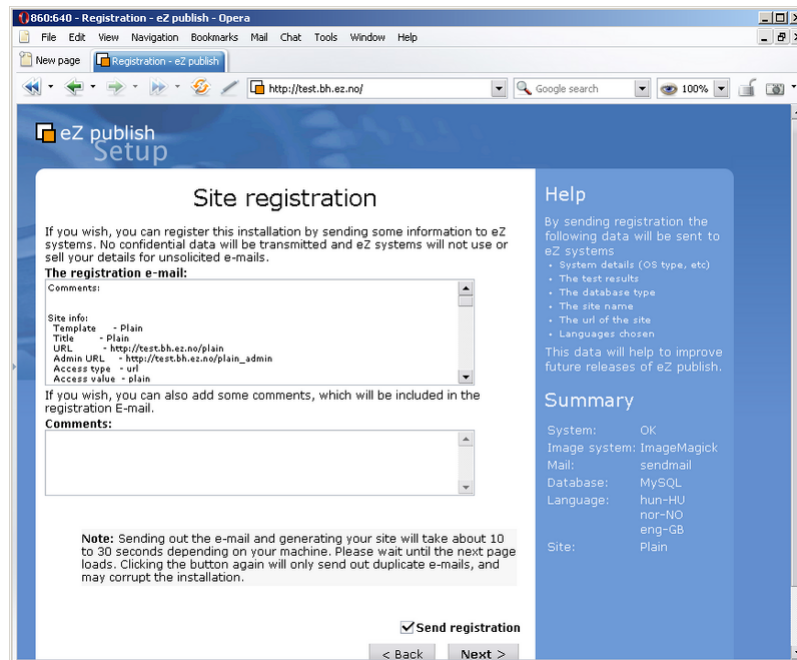 860:640 - Registration - eZ publish - Opera
File Edit View Navigation Bookmarks Mail Chat Tools Window Help
New page
Registration - eZ publish
http://test.bh.ez.no/
Google search
100%
eZ publish
Setup
Site registration
If you wish, you can register this installation by sending some information to eZ
systems. No confidential data will be transmitted and eZ systems will not use or
sell your details for unsolicited e-mails.
The registration e-mail:
Comments:
Site info:
Template - Plain
Title - Plain
URL - http://test.bh.ez.no/plain
Admin URL - http://test.bh.ez.no/plain_admin
Access type - url
Access value - plain
If you wish, you can also add some comments, which will be included in the
registration E-mail.
Comments:
Note: Sending out the e-mail and generating your site will take about 10
to 30 seconds depending on your machine. Please wait until the next page
loads. Clicking the button again will only send out duplicate e-mails, and
may corrupt the installation.
Send registration
< Back
Next >
Help
By sending registration the
following data will be sent to
eZ systems
• System details (OS type, etc)
• The test results
• The database type
• The site name
• The url of the site
• Languages chosen
This data will help to improve
future releases of eZ publish.
Summary
System: OK
Image system: ImageMagick
Mail: sendmail
Database: MySQL
Language: hun-HU
nor-NO
eng-GB
Site: Plain